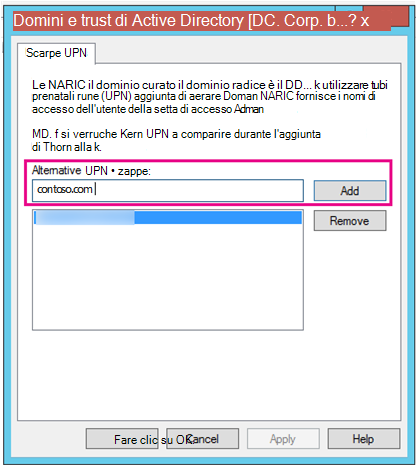 Domini e trust di Active Directory [DC. Corp. b...? x
Scarpe UPN
Le NARIC il dominio curato il dominio radice è il DD... k utilizzare tubi
prenatali rune (UPN) aggiunta di aerare Doman NARIC fornisce i nomi di
accesso dell'utente della setta di accesso Adman
MD. f si verruche Kern UPN a comparire durante l'aggiunta
di Thorn alla k.
Alternative UPN • zappe:
contoso.com
Add
Remove
Fare clic su OK.
Cancel
Apply
Help